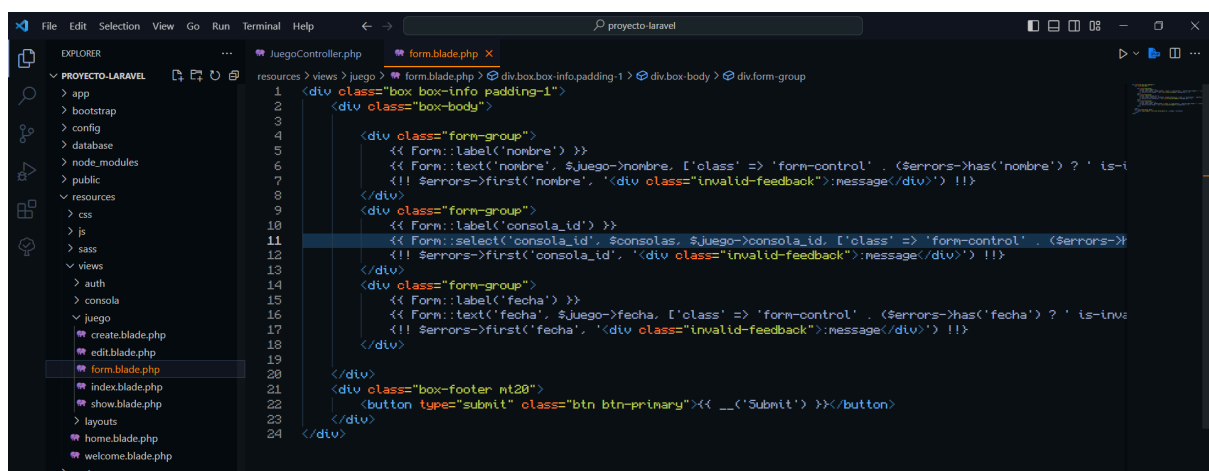 File Edit Selection View Go Run Terminal Help
proyecto-laravel
EXPLORER
JuegoController.php
form.blade.php
PROYECTO-LARAVEL
resources > views > juego > form.blade.php > div.box.box-info.padding-1 > div.box-body > div.form-group
> app
> bootstrap
> config
> database
> node_modules
> public
resources
> css
> js
> sass
views
> auth
> consola
juego
create.blade.php
edit.blade.php
form.blade.php
index.blade.php
show.blade.php
> layouts
home.blade.php
welcome.blade.php
1 <div class="box box-info padding-1">
2 <div class="box-body">
3
4 <div class="form-group">
5 {{ Form::label('nombre') }}
6 {{ Form::text('nombre', $juego->nombre, ['class' => 'form-control' . ($errors->has('nombre') ? ' is-i
7 {!! $errors->first('nombre', '<div class="invalid-feedback">:message</div>') !!}
8 </div>
9 <div class="form-group">
10 {{ Form::label('consola_id') }}
11 {{ Form::select('consola_id', $consolas, $juego->consola_id, ['class' => 'form-control' . ($errors->h
12 {!! $errors->first('consola_id', '<div class="invalid-feedback">:message</div>') !!}
13 </div>
14 <div class="form-group">
15 {{ Form::label('fecha') }}
16 {{ Form::text('fecha', $juego->fecha, ['class' => 'form-control' . ($errors->has('fecha') ? ' is-inva
17 {!! $errors->first('fecha', '<div class="invalid-feedback">:message</div>') !!}
18 </div>
19
20 </div>
21 <div class="box-footer mt20">
22 <button type="submit" class="btn btn-primary">{{ __('Submit') }}</button>
23 </div>
24 </div>